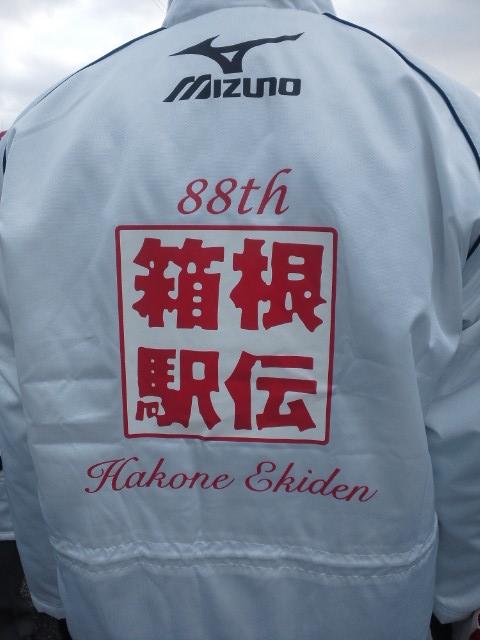 MIZUNO
88th
箱根
駅伝
Hakone Ekiden